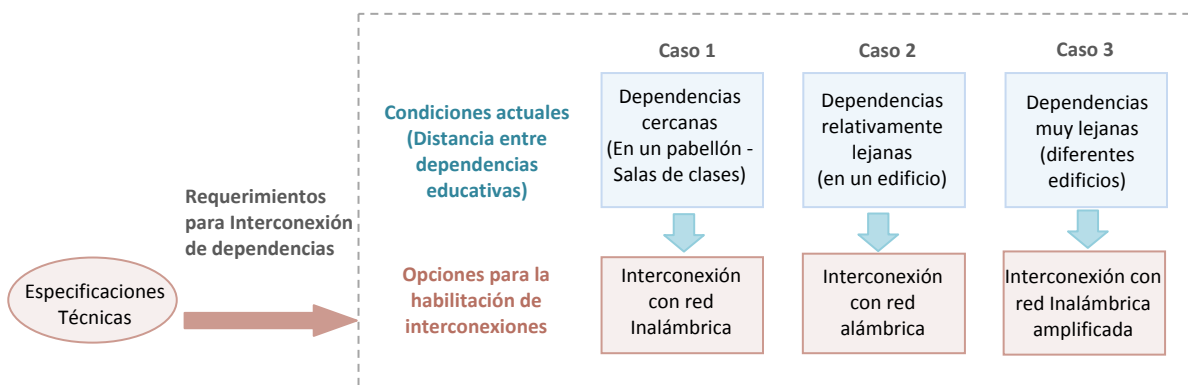 Caso 1
Caso 2
Caso 3
Condiciones actuales
(Distancia entre
dependencias
educativas)
Dependencias
cercanas
(En un pabellón -
Salas de clases)
Dependencias
relativamente
lejanas
(en un edificio)
Dependencias
muy lejanas
(diferentes
edificios)
Requerimientos
para Interconexión
de dependencias
Especificaciones
Técnicas
Opciones para la
habilitación de
interconexiones
Interconexión
con red
Inalámbrica
Interconexión
con red
alámbrica
Interconexión con
red Inalámbrica
amplificada